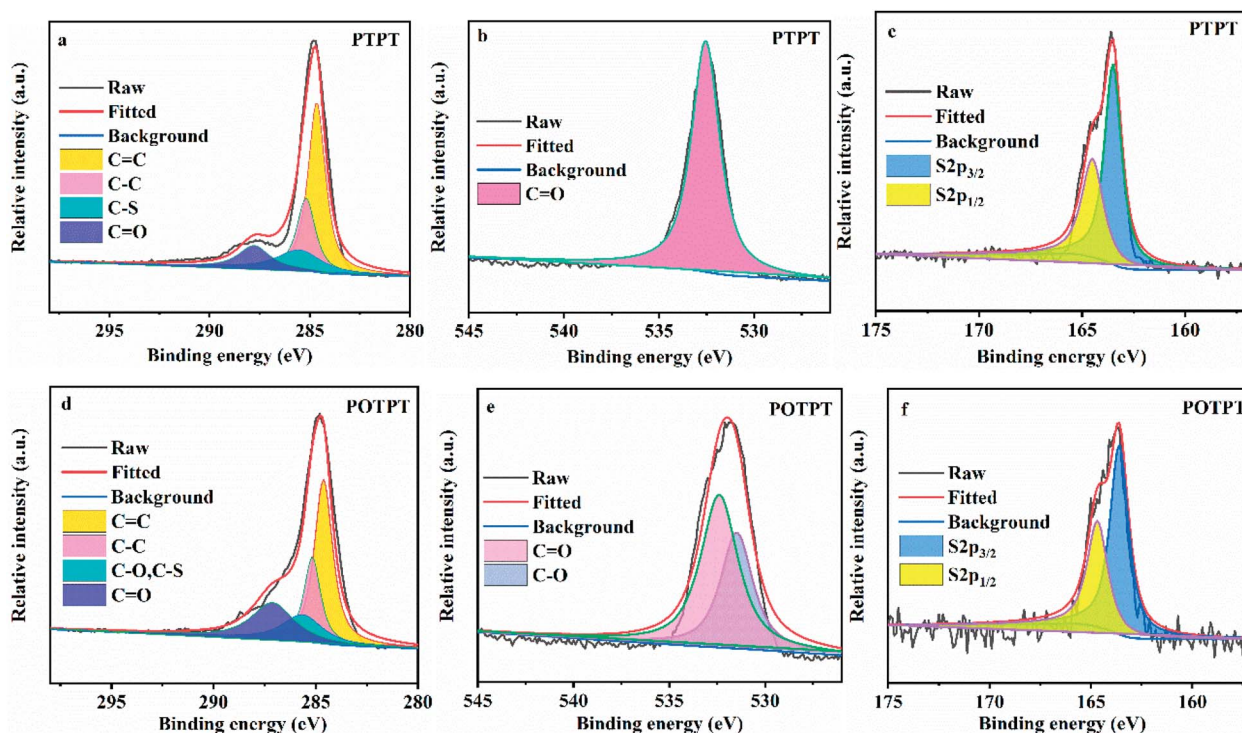 a
PTPT
Raw
Fitted
Background
C=C
C-C
C-S
C=O
Relative intensity (a.u.)
295
290
285
280
Binding energy (eV)
b
PTPT
Raw
Fitted
Background
C=O
Relative intensity (a.u.)
545
540
535
530
Binding energy (eV)
c
PTPT
Raw
Fitted
Background
S2p3/2
S2p1/2
Relative intensity (a.u.)
175
170
165
160
Binding energy (eV)
d
POTPT
Raw
Fitted
Background
C=C
C-C
C-O,C-S
C=O
Relative intensity (a.u.)
295
290
285
280
Binding energy (eV)
e
POTPT
Raw
Fitted
Background
C=O
C-O
Relative intensity (a.u.)
545
540
535
530
Binding energy (eV)
f
POTPT
Raw
Fitted
Background
S2p3/2
S2p1/2
Relative intensity (a.u.)
175
170
165
160
Binding energy (eV)